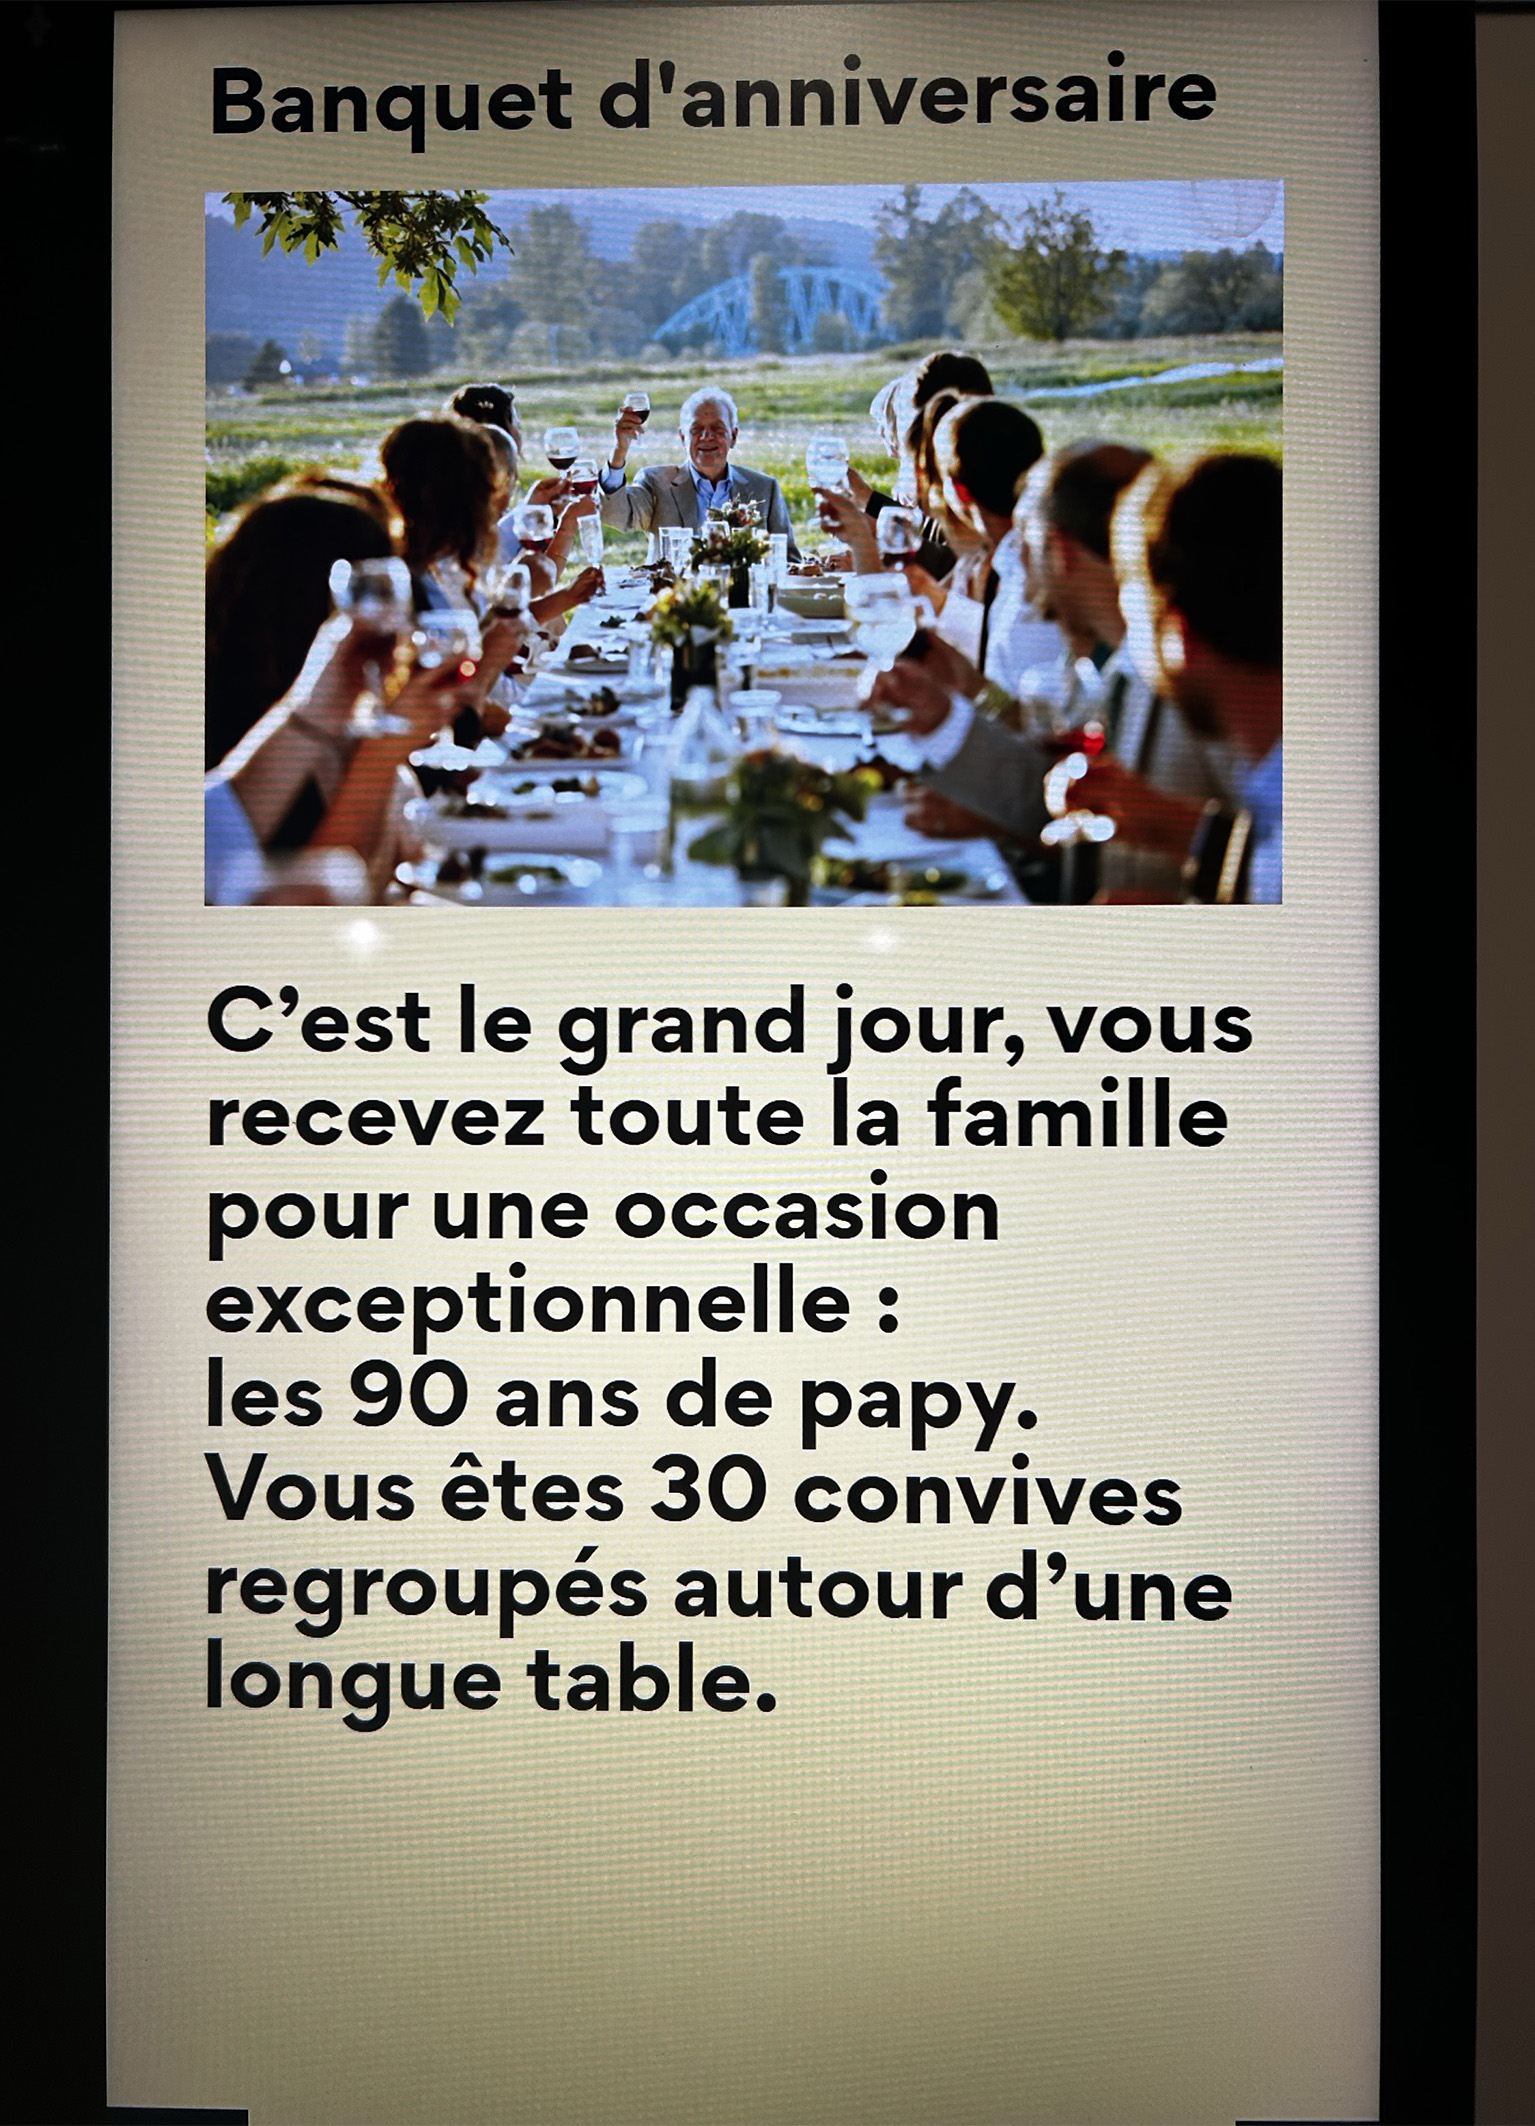 Banquet d'anniversaire
C’est le grand jour, vous
recevez toute la famille
pour une occasion
exceptionnelle :
les 90 ans de papy.
Vous êtes 30 convives
regroupés autour d’une
longue table.